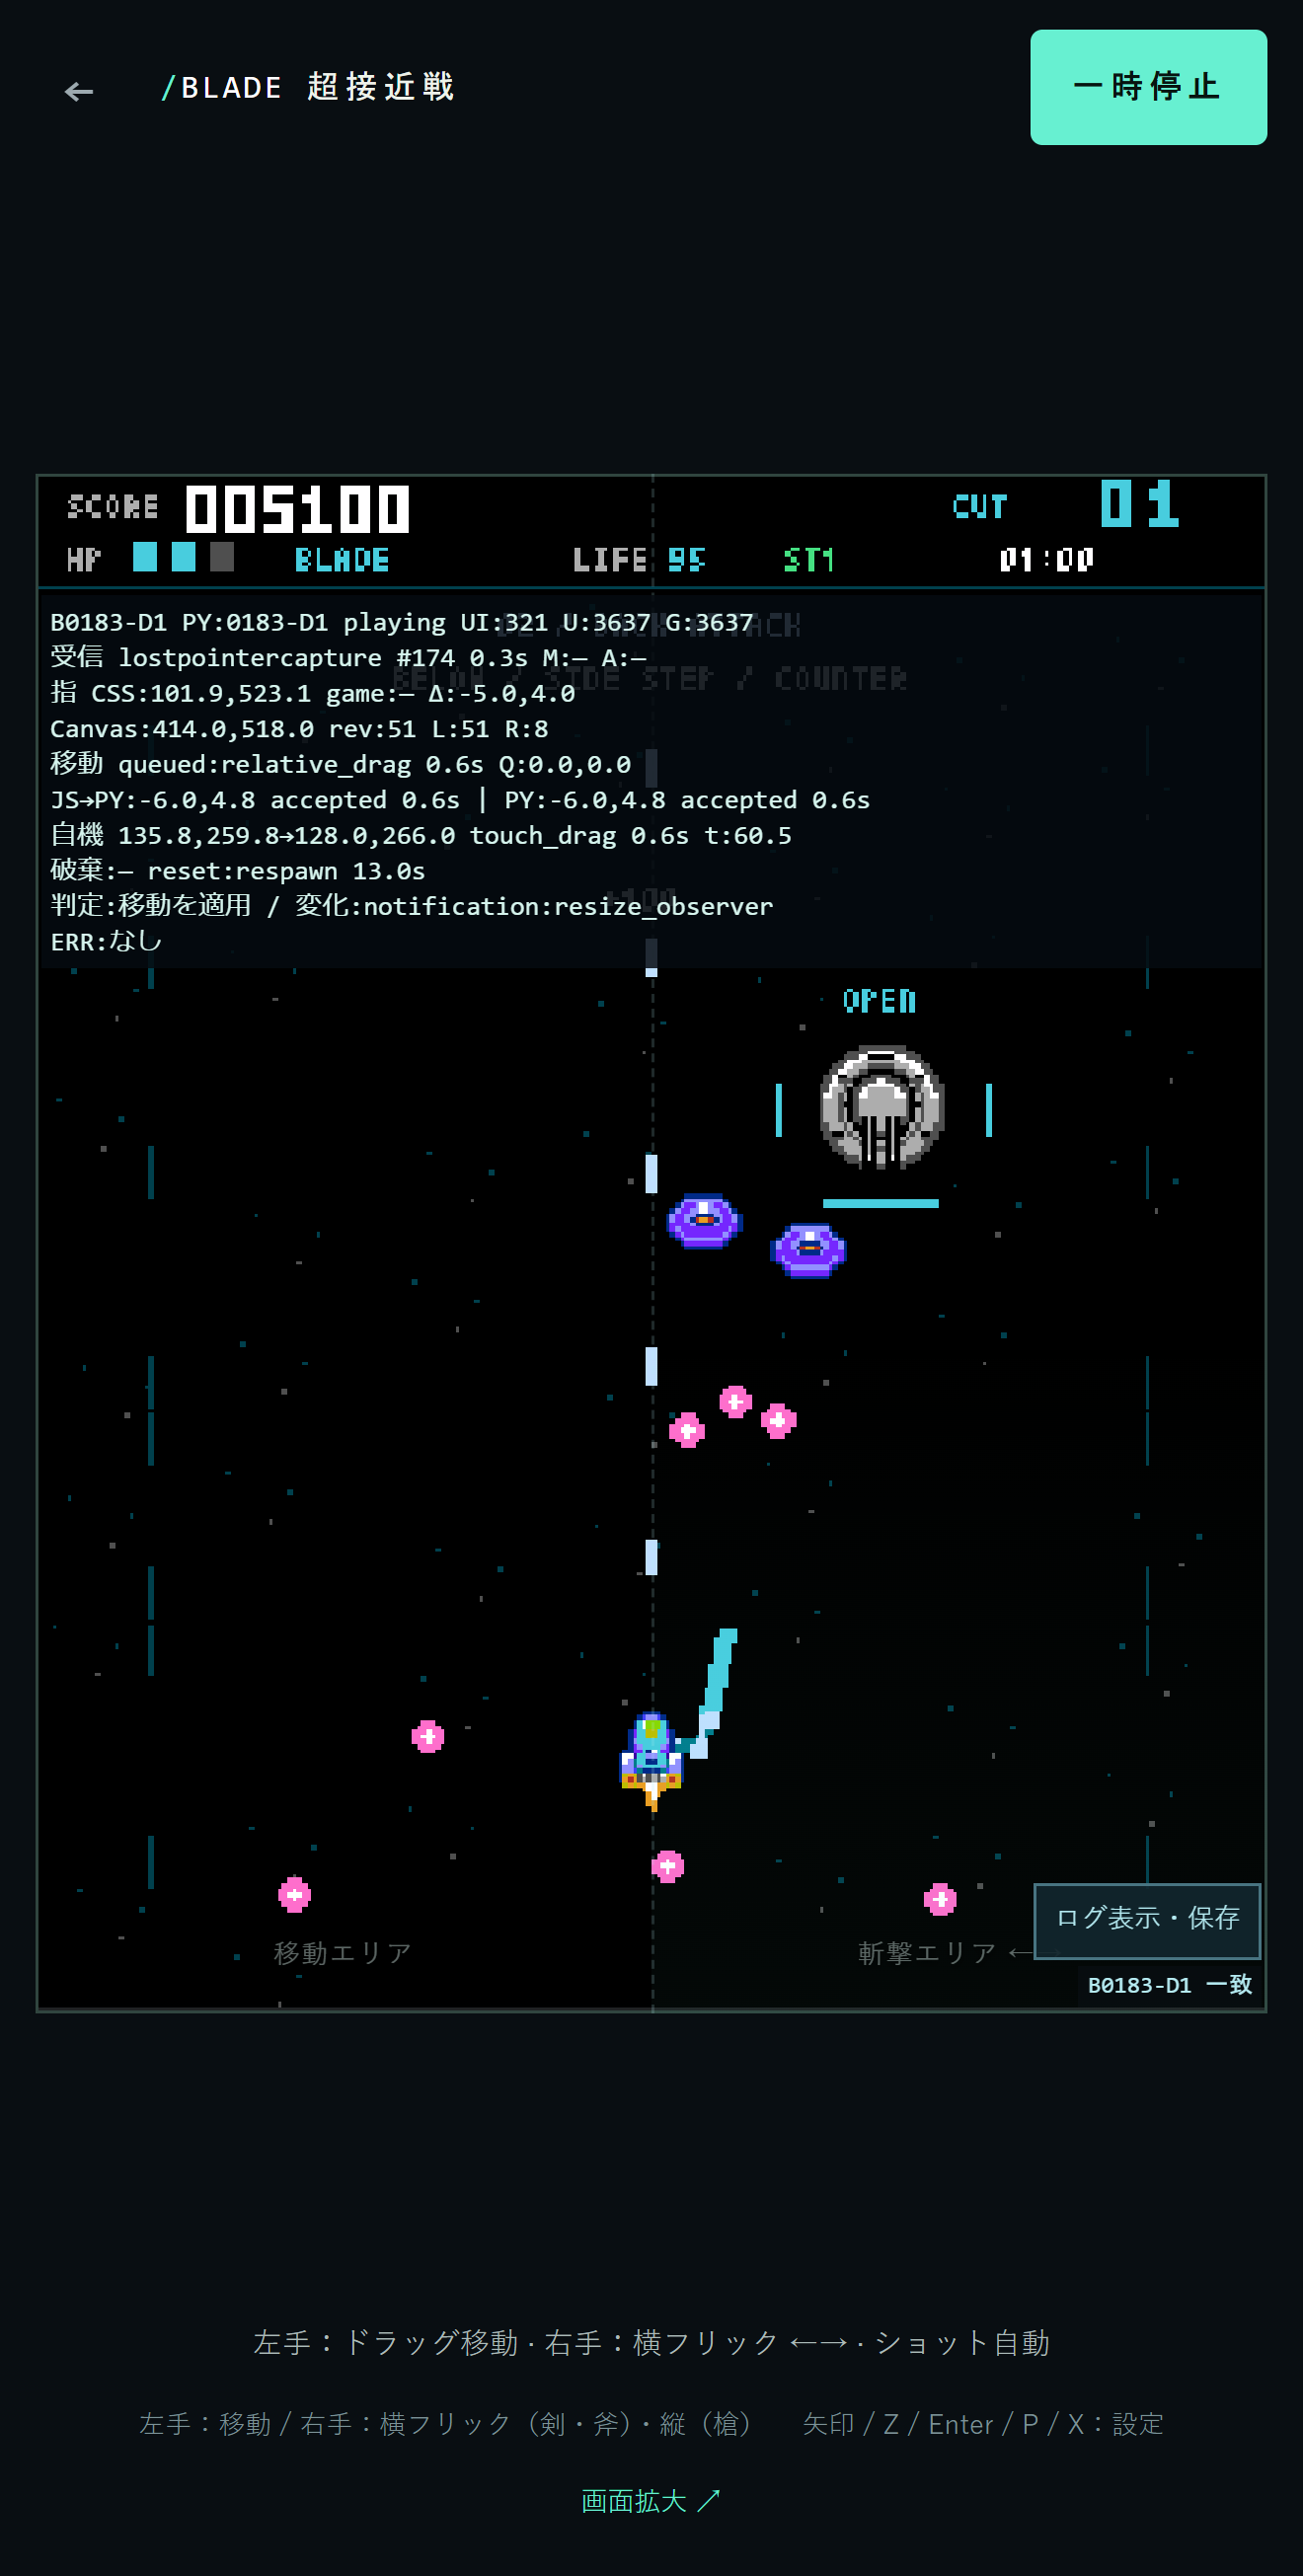 ←
/BLADE 超接近戦
一時停止
SCORE 005100
CUT 01
HP BLADE LIFE 95 ST1 01:00
B0183-D1 PY:0183-D1 playing UI:321 U:3637 G:3637
ATTACK
受信 lostpointercapture #174 0.3s M:— A:—
BELOW / SIDE STEP / COUNTER
指 CSS:101.9,523.1 game:— Δ:-5.0,4.0
Canvas:414.0,518.0 rev:51 L:51 R:8
移動 queued:relative_drag 0.6s Q:0.0,0.0
JS→PY:-6.0,4.8 accepted 0.6s | PY:-6.0,4.8 accepted 0.6s
自機 135.8,259.8→128.0,266.0 touch_drag 0.6s t:60.5
破棄:— reset:respawn 13.0s
判定:移動を適用 / 変化:notification:resize_observer
ERR:なし
OPEN
ログ表示・保存
移動エリア
斬撃エリア ←→
B0183-D1 一致
左手：ドラッグ移動 · 右手：横フリック ←→ · ショット自動
左手：移動 / 右手：横フリック（剣・斧）・縦（槍） 矢印 / Z / Enter / P / X：設定
画面拡大 ↗